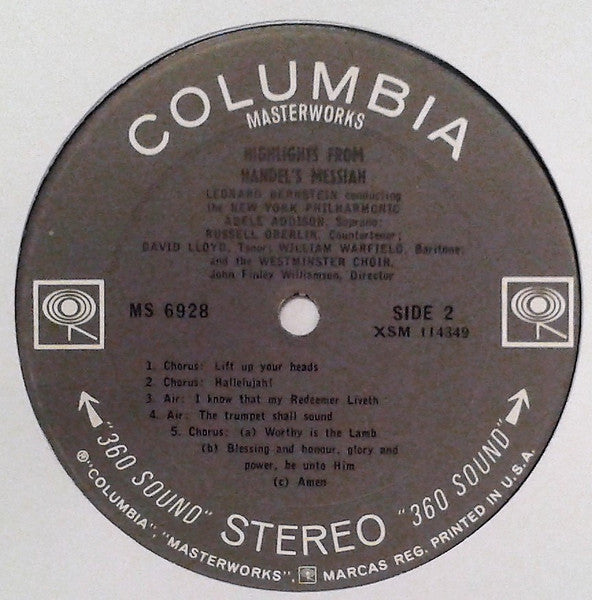 COLUMBIA
MASTERWORKS
HIGHLIGHTS FROM
HANDEL'S MESSIAH
LEONARD BERNSTEIN conducting
the NEW YORK PHILHARMONIC
ADELE ADDISON, Soprano;
RUSSELL OBERLIN, Countertenor;
DAVID LLOYD, Tenor; WILLIAM WARFIELD, Baritone;
and the WESTMINSTER CHOIR,
John Finley Williamson, Director
MS 6928
SIDE 2
XSM 114349
1. Chorus: Lift up your heads
2. Chorus: Hallelujah!
3. Air: I know that my Redeemer Liveth
4. Air: The trumpet shall sound
5. Chorus: (a) Worthy is the Lamb
(b) Blessing and honour, glory and
power, be unto Him
(c) Amen
"360 SOUND" STEREO "360 SOUND"
® "COLUMBIA", "MASTERWORKS", MARCAS REG. PRINTED IN U.S.A.